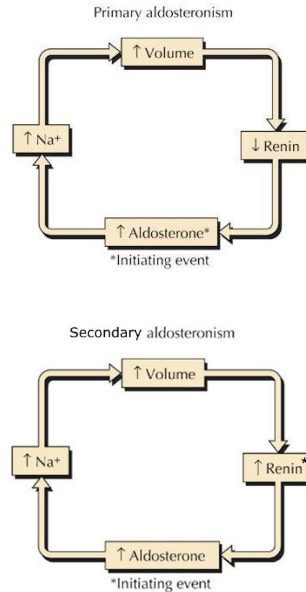 Primary aldosteronism
↑ Volume
↑ Na⁺
↓ Renin
↑ Aldosterone*
*Initiating event
Secondary aldosteronism
↑ Volume
↑ Na⁺
↑ Renin*
↑ Aldosterone
*Initiating event